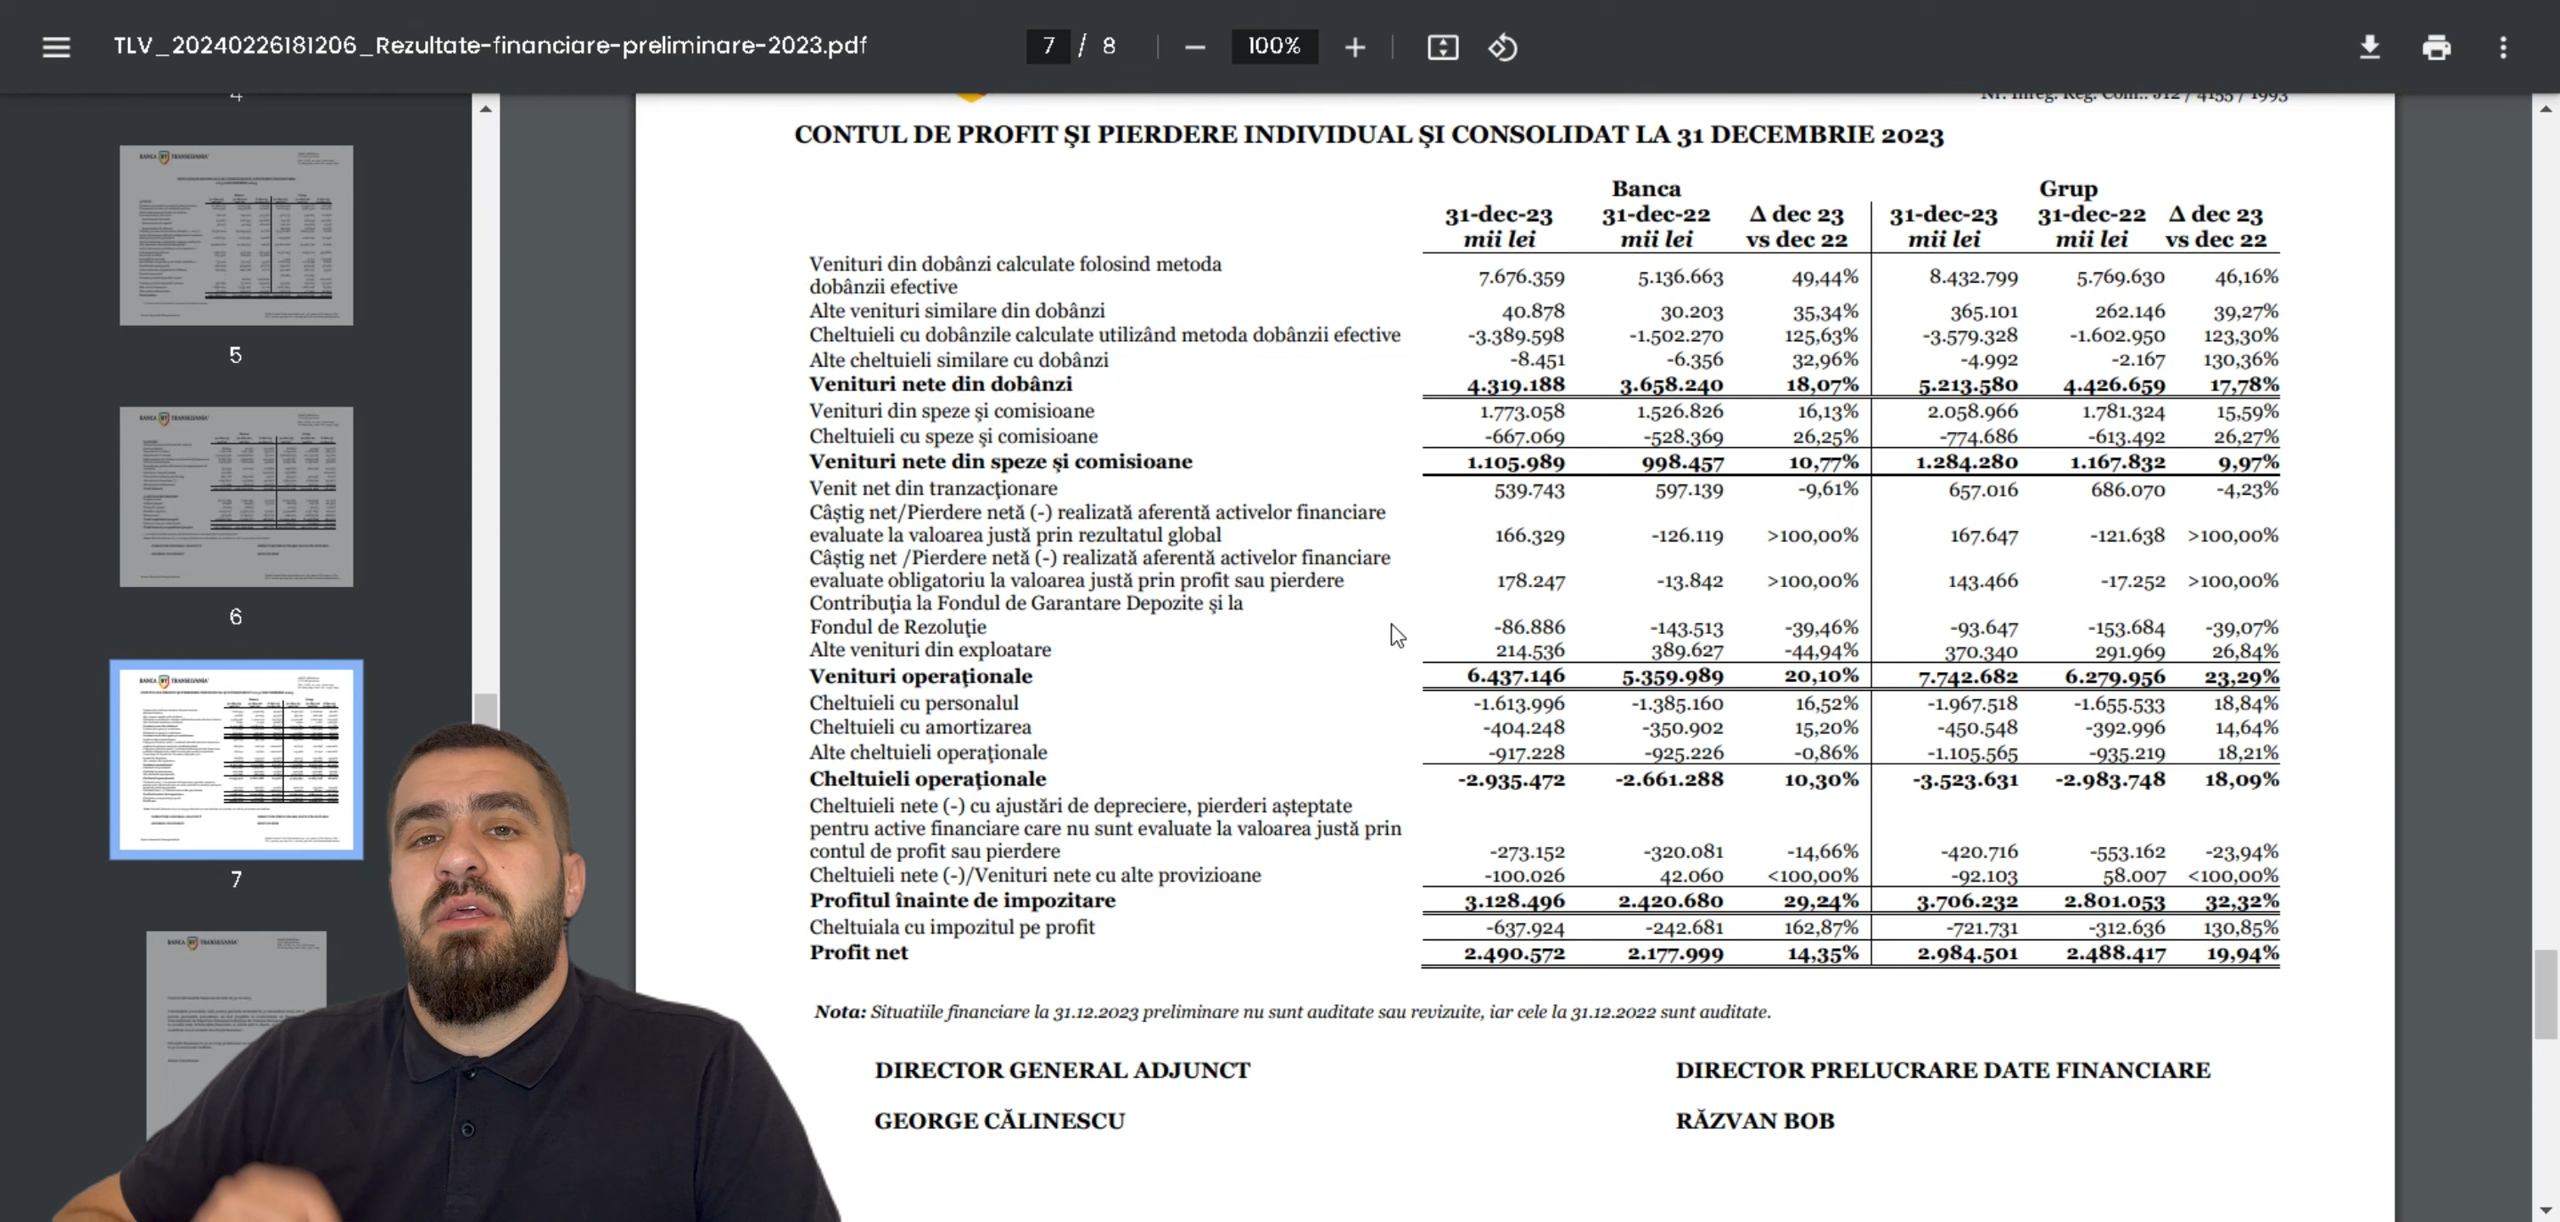 TLV_20240226181206_Rezultate-financiare-preliminare-2023.pdf
7 / 8
100%
4
5
6
7
BANCA BT TRANSILVANIA
BANCA BT TRANSILVANIA
BANCA BT TRANSILVANIA
BANCA BT TRANSILVANIA
Nr. Inreg. Reg. Com.: J12 / 4155 / 1993
CONTUL DE PROFIT ŞI PIERDERE INDIVIDUAL ŞI CONSOLIDAT LA 31 DECEMBRIE 2023
Banca Grup
31-dec-23 31-dec-22 Δ dec 23 31-dec-23 31-dec-22 Δ dec 23
mii lei mii lei vs dec 22 mii lei mii lei vs dec 22
Venituri din dobânzi calculate folosind metoda
dobânzii efective 7.676.359 5.136.663 49,44% 8.432.799 5.769.630 46,16%
Alte venituri similare din dobânzi 40.878 30.203 35,34% 365.101 262.146 39,27%
Cheltuieli cu dobânzile calculate utilizând metoda dobânzii efective -3.389.598 -1.502.270 125,63% -3.579.328 -1.602.950 123,30%
Alte cheltuieli similare cu dobânzi -8.451 -6.356 32,96% -4.992 -2.167 130,36%
Venituri nete din dobânzi 4.319.188 3.658.240 18,07% 5.213.580 4.426.659 17,78%
Venituri din speze şi comisioane 1.773.058 1.526.826 16,13% 2.058.966 1.781.324 15,59%
Cheltuieli cu speze şi comisioane -667.069 -528.369 26,25% -774.686 -613.492 26,27%
Venituri nete din speze şi comisioane 1.105.989 998.457 10,77% 1.284.280 1.167.832 9,97%
Venit net din tranzacţionare 539.743 597.139 -9,61% 657.016 686.070 -4,23%
Câştig net/Pierdere netă (-) realizată aferentă activelor financiare
evaluate la valoarea justă prin rezultatul global 166.329 -126.119 >100,00% 167.647 -121.638 >100,00%
Câştig net /Pierdere netă (-) realizată aferentă activelor financiare
evaluate obligatoriu la valoarea justă prin profit sau pierdere 178.247 -13.842 >100,00% 143.466 -17.252 >100,00%
Contribuţia la Fondul de Garantare Depozite şi la
Fondul de Rezoluţie -86.886 -143.513 -39,46% -93.647 -153.684 -39,07%
Alte venituri din exploatare 214.536 389.627 -44,94% 370.340 291.969 26,84%
Venituri operaţionale 6.437.146 5.359.989 20,10% 7.742.682 6.279.956 23,29%
Cheltuieli cu personalul -1.613.996 -1.385.160 16,52% -1.967.518 -1.655.533 18,84%
Cheltuieli cu amortizarea -404.248 -350.902 15,20% -450.548 -392.996 14,64%
Alte cheltuieli operaţionale -917.228 -925.226 -0,86% -1.105.565 -935.219 18,21%
Cheltuieli operaţionale -2.935.472 -2.661.288 10,30% -3.523.631 -2.983.748 18,09%
Cheltuieli nete (-) cu ajustări de depreciere, pierderi aşteptate
pentru active financiare care nu sunt evaluate la valoarea justă prin
contul de profit sau pierdere -273.152 -320.081 -14,66% -420.716 -553.162 -23,94%
Cheltuieli nete (-)/Venituri nete cu alte provizioane -100.026 42.060 <100,00% -92.103 58.007 <100,00%
Profitul înainte de impozitare 3.128.496 2.420.680 29,24% 3.706.232 2.801.053 32,32%
Cheltuiala cu impozitul pe profit -637.924 -242.681 162,87% -721.731 -312.636 130,85%
Profit net 2.490.572 2.177.999 14,35% 2.984.501 2.488.417 19,94%
Nota: Situatiile financiare la 31.12.2023 preliminare nu sunt auditate sau revizuite, iar cele la 31.12.2022 sunt auditate.
DIRECTOR GENERAL ADJUNCT DIRECTOR PRELUCRARE DATE FINANCIARE
GEORGE CĂLINESCU RĂZVAN BOB